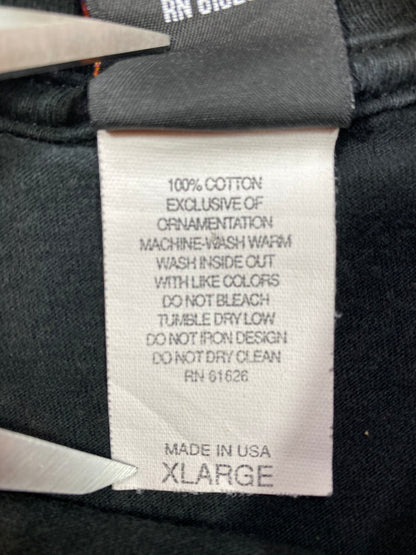 100% COTTON
EXCLUSIVE OF
ORNAMENTATION
MACHINE-WASH WARM
WASH INSIDE OUT
WITH LIKE COLORS
DO NOT BLEACH
TUMBLE DRY LOW
DO NOT IRON DESIGN
DO NOT DRY CLEAN
RN 61626
MADE IN USA
XLARGE